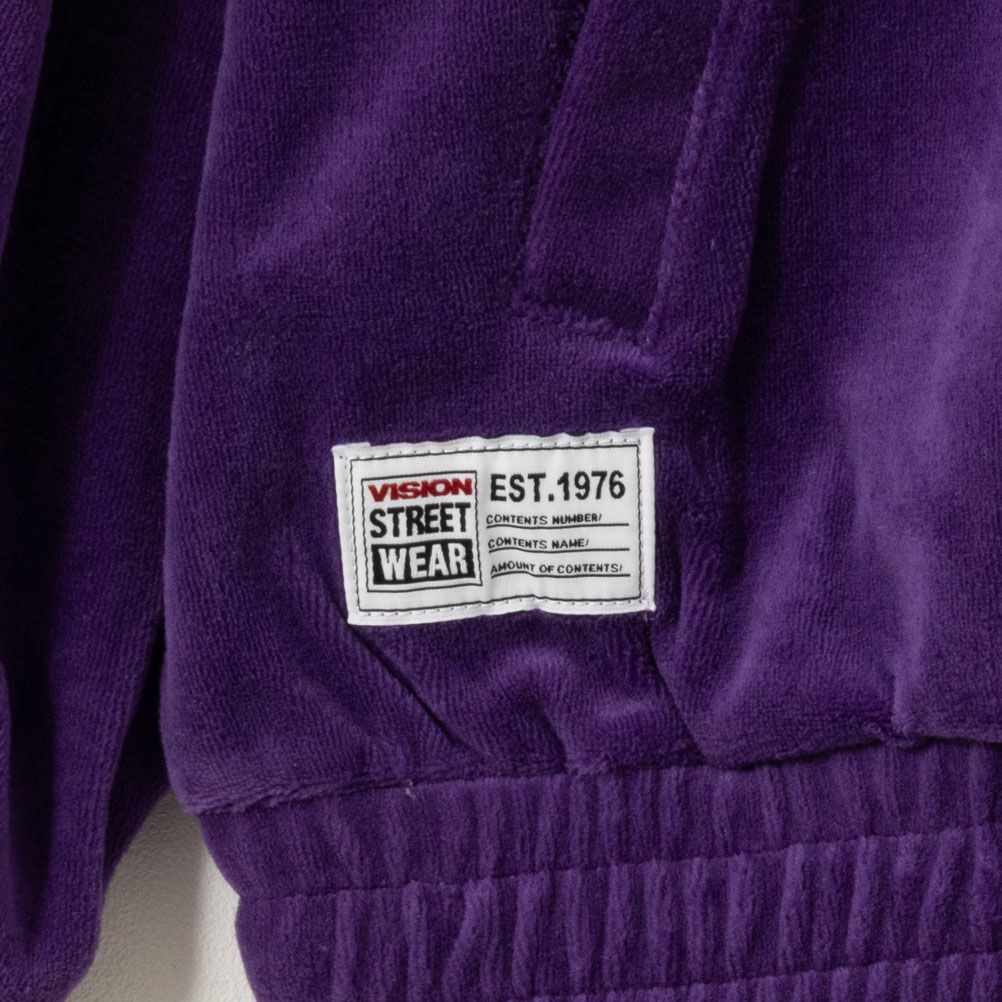 VISION
STREET
WEAR
EST.1976
CONTENTS NUMBER/
CONTENTS NAME/
AMOUNT OF CONTENTS/